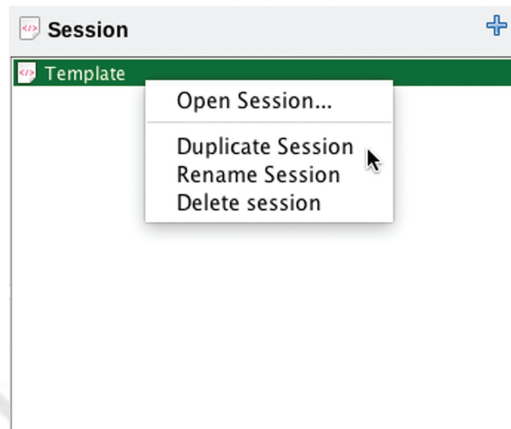 Session
Template
Open Session...
Duplicate Session
Rename Session
Delete session